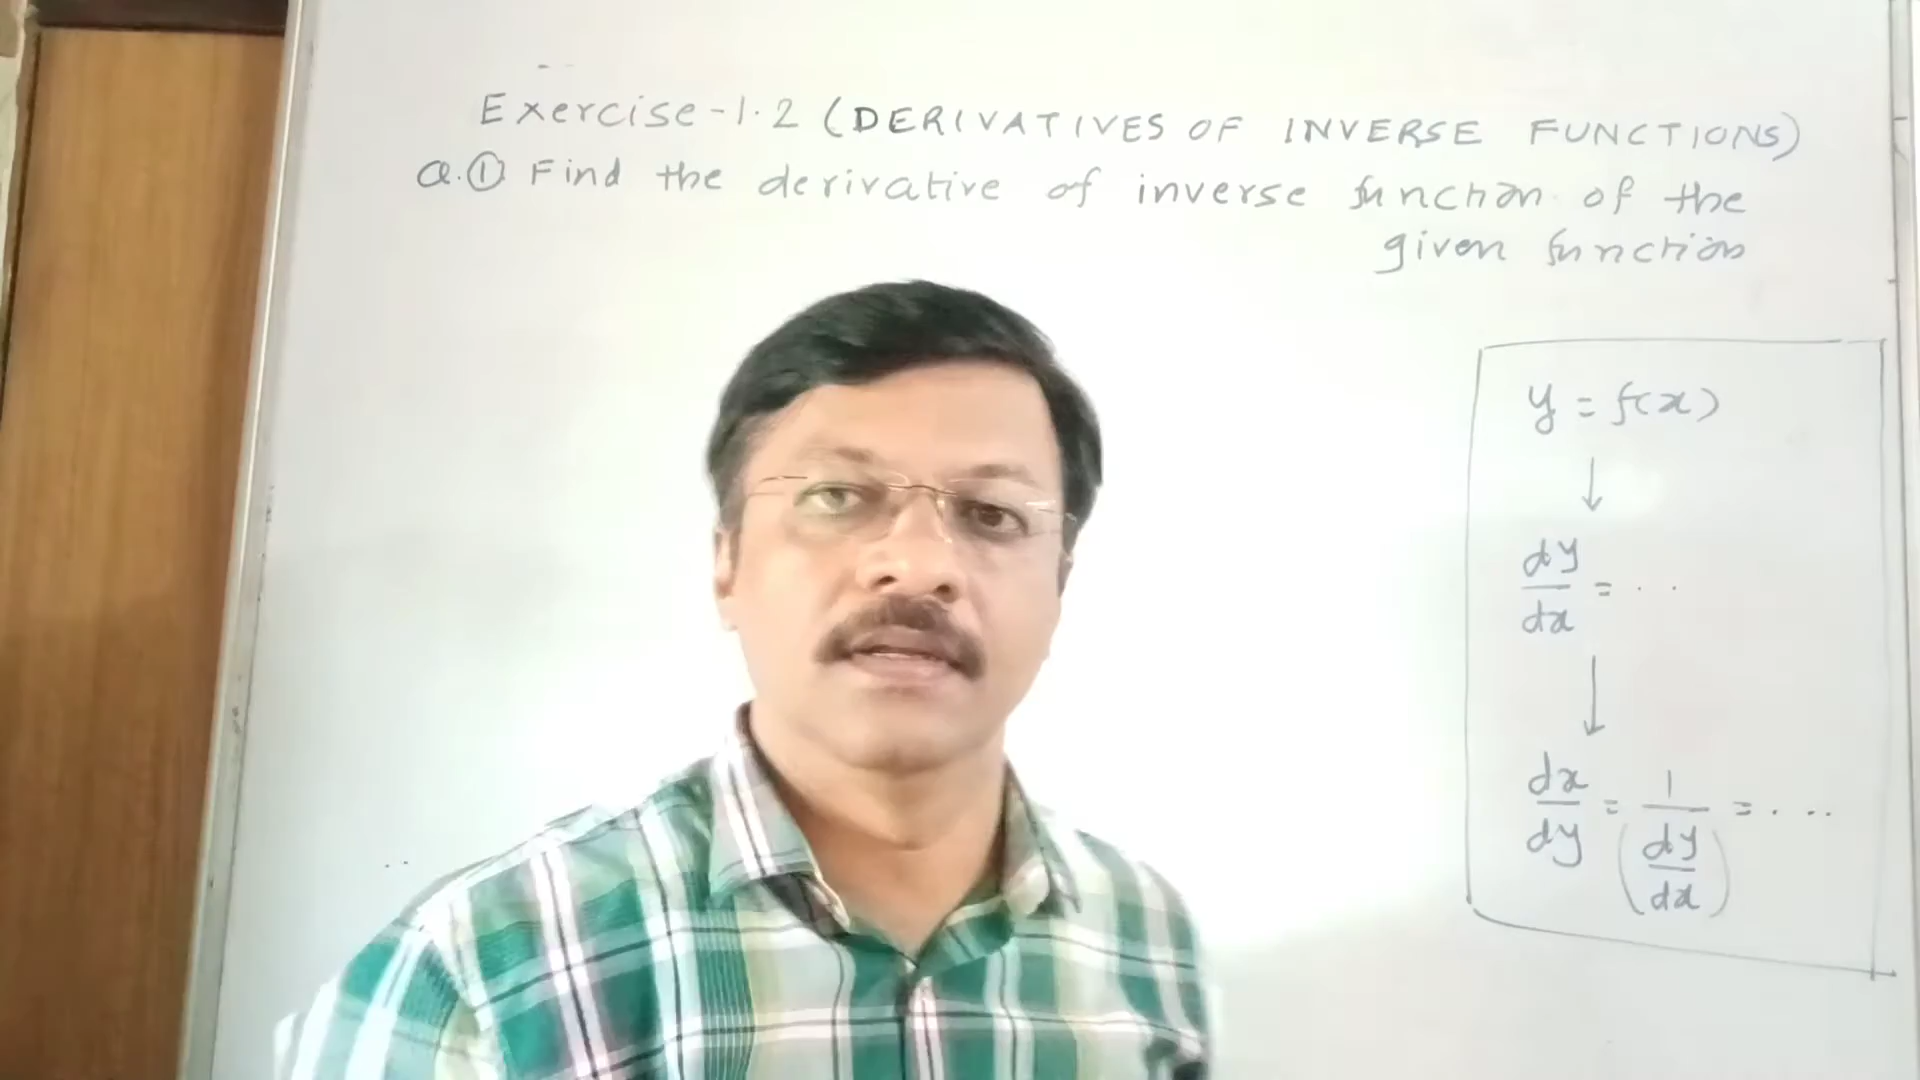 Exercise-1.2 (DERIVATIVES OF INVERSE FUNCTIONS)
Q.① Find the derivative of inverse function of the
given function
y = f(x)
↓
dy/dx = ..
↓
dx/dy = 1/(dy/dx) = ....